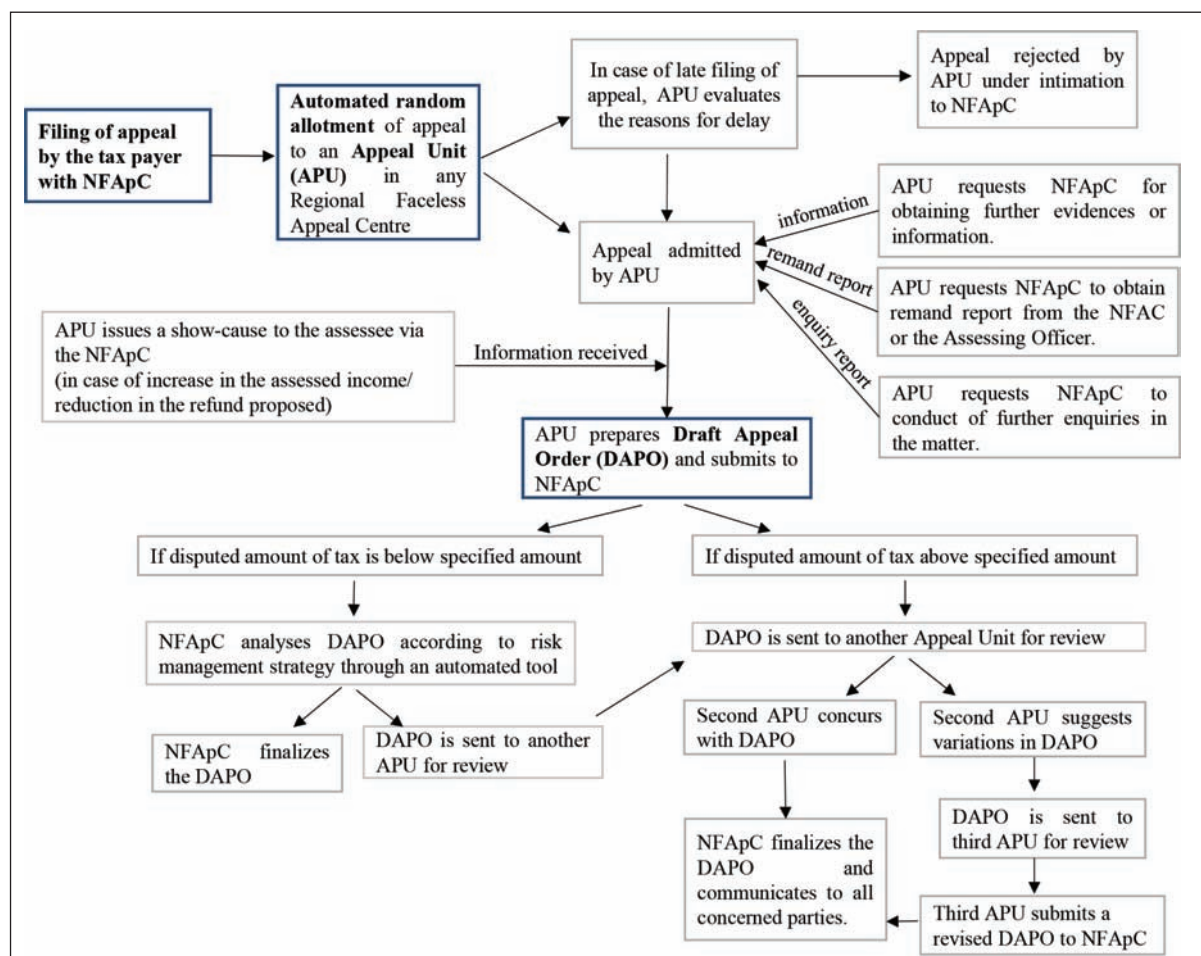 Filing of appeal
by the tax payer
with NFApC
Automated random
allotment of appeal
to an Appeal Unit
(APU) in any
Regional Faceless
Appeal Centre
In case of late filing of
appeal, APU evaluates
the reasons for delay
Appeal rejected by
APU under intimation
to NFApC
Appeal admitted
by APU
information
APU requests NFApC for
obtaining further evidences or
information.
remand report
APU requests NFApC to obtain
remand report from the NFAC
or the Assessing Officer.
enquiry report
APU requests NFApC to
conduct of further enquiries in
the matter.
APU issues a show-cause to the assessee via
the NFApC
(in case of increase in the assessed income/
reduction in the refund proposed)
Information received
APU prepares Draft Appeal
Order (DAPO) and submits to
NFApC
If disputed amount of tax is below specified amount
If disputed amount of tax above specified amount
NFApC analyses DAPO according to risk
management strategy through an automated tool
DAPO is sent to another Appeal Unit for review
NFApC finalizes
the DAPO
DAPO is sent to another
APU for review
Second APU concurs
with DAPO
Second APU suggests
variations in DAPO
DAPO is sent to
third APU for review
NFApC finalizes the
DAPO and
communicates to all
concerned parties.
Third APU submits a
revised DAPO to NFApC